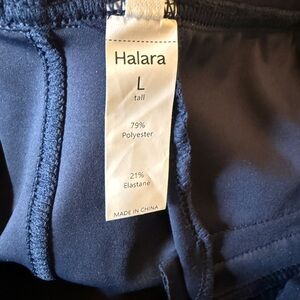 Halara
L
tall
79%
Polyester
21%
Elastane
MADE IN CHINA